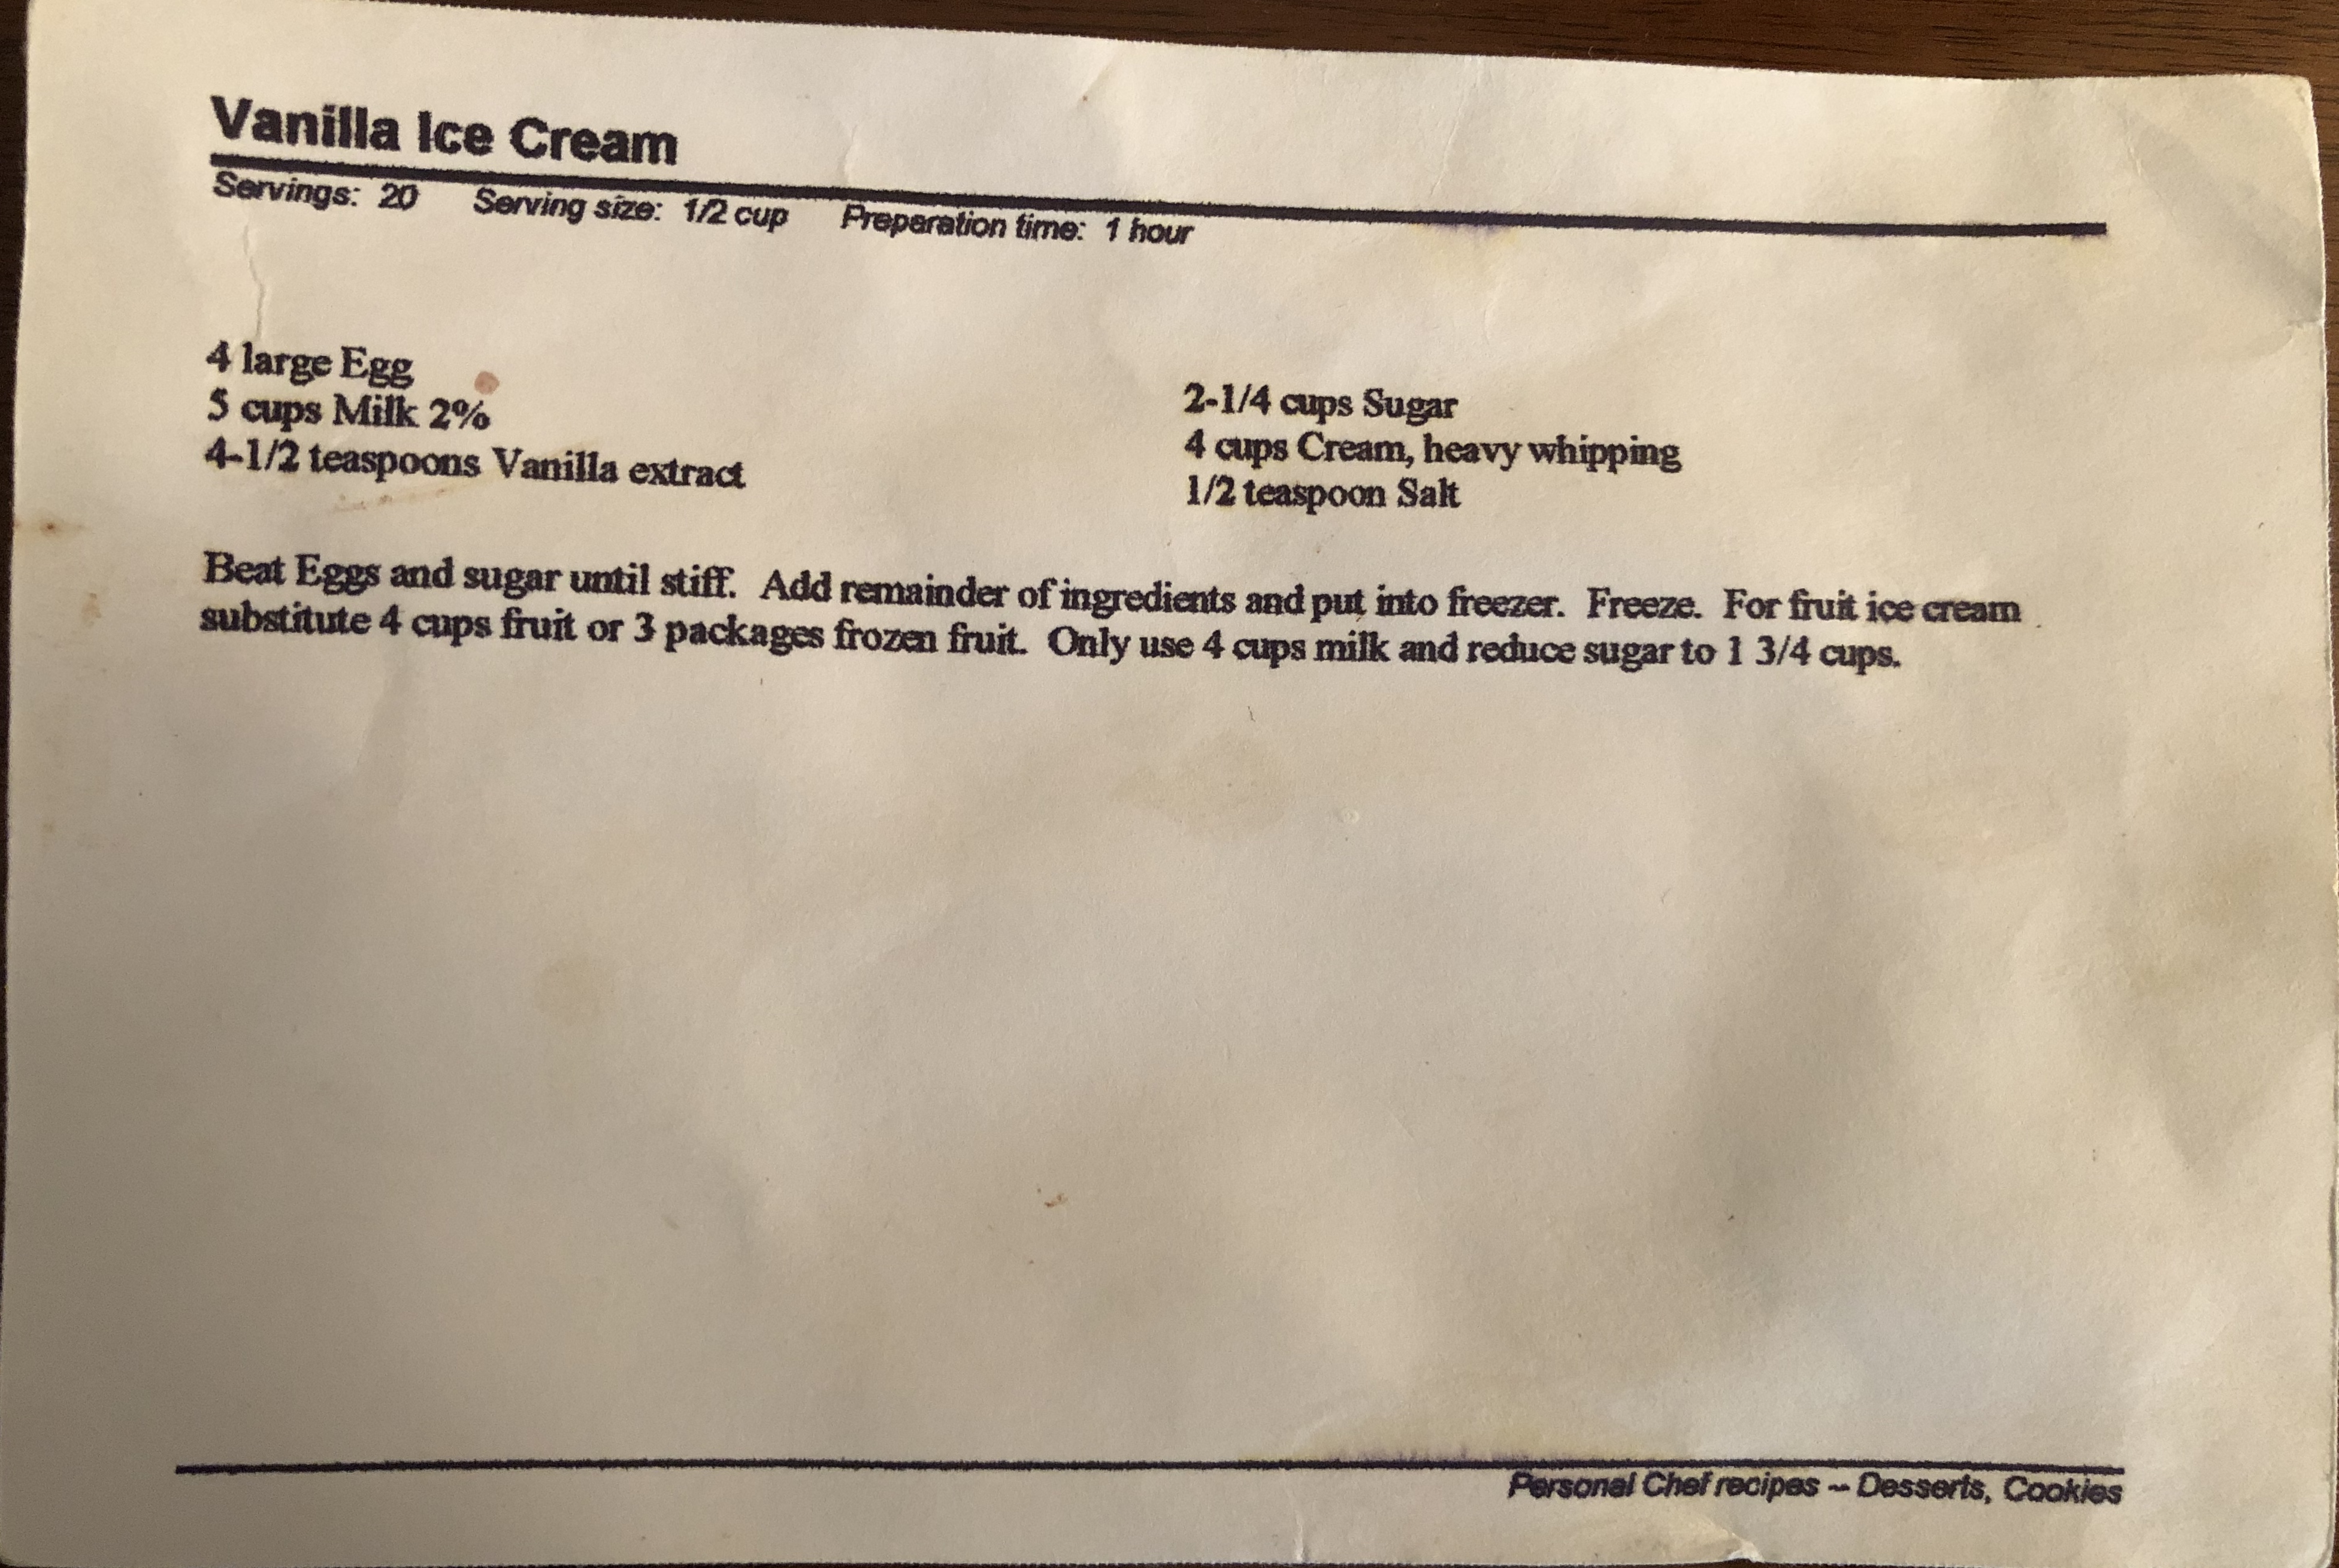 Vanilla Ice Cream
Servings: 20 Serving size: 1/2 cup Preparation time: 1 hour
4 large Egg
5 cups Milk 2%
4-1/2 teaspoons Vanilla extract
2-1/4 cups Sugar
4 cups Cream, heavy whipping
1/2 teaspoon Salt
Beat Eggs and sugar until stiff. Add remainder of ingredients and put into freezer. Freeze. For fruit ice cream
substitute 4 cups fruit or 3 packages frozen fruit. Only use 4 cups milk and reduce sugar to 1 3/4 cups.
Personal Chef recipes -- Desserts, Cookies